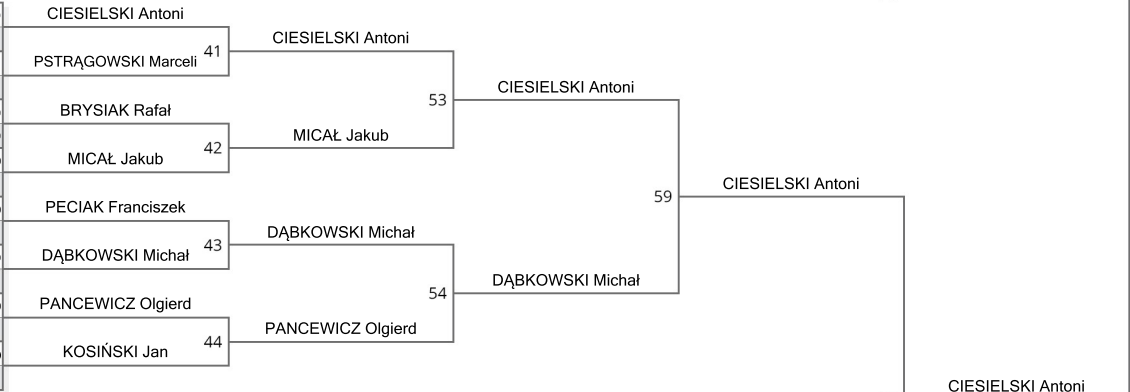 CIESIELSKI Antoni
CIESIELSKI Antoni
41
PSTRĄGOWSKI Marceli
CIESIELSKI Antoni
53
BRYSIAK Rafał
MICAŁ Jakub
42
MICAŁ Jakub
CIESIELSKI Antoni
59
PECIAK Franciszek
DĄBKOWSKI Michał
43
DĄBKOWSKI Michał
DĄBKOWSKI Michał
54
PANCEWICZ Olgierd
PANCEWICZ Olgierd
44
KOSIŃSKI Jan
CIESIELSKI Antoni